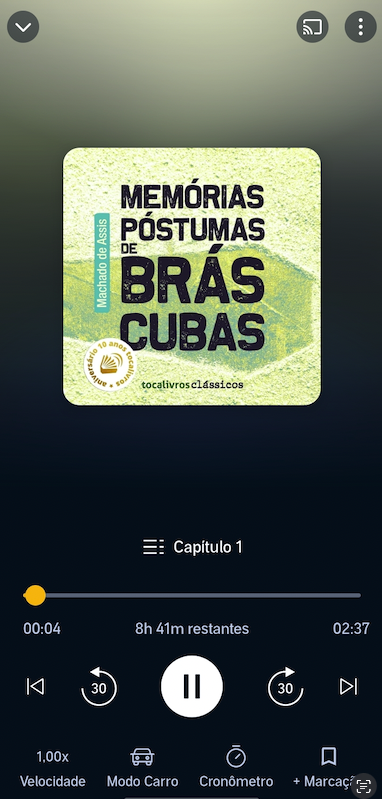 Machado de Assis
MEMÓRIAS
PÓSTUMAS
DE
BRÁS
CUBAS
aniversário 10 anos tocalivros
tocalivros clássicos
Capítulo 1
00:04
8h 41m restantes
02:37
30
30
1,00x
Velocidade
Modo Carro
Cronômetro
+ Marcaçã